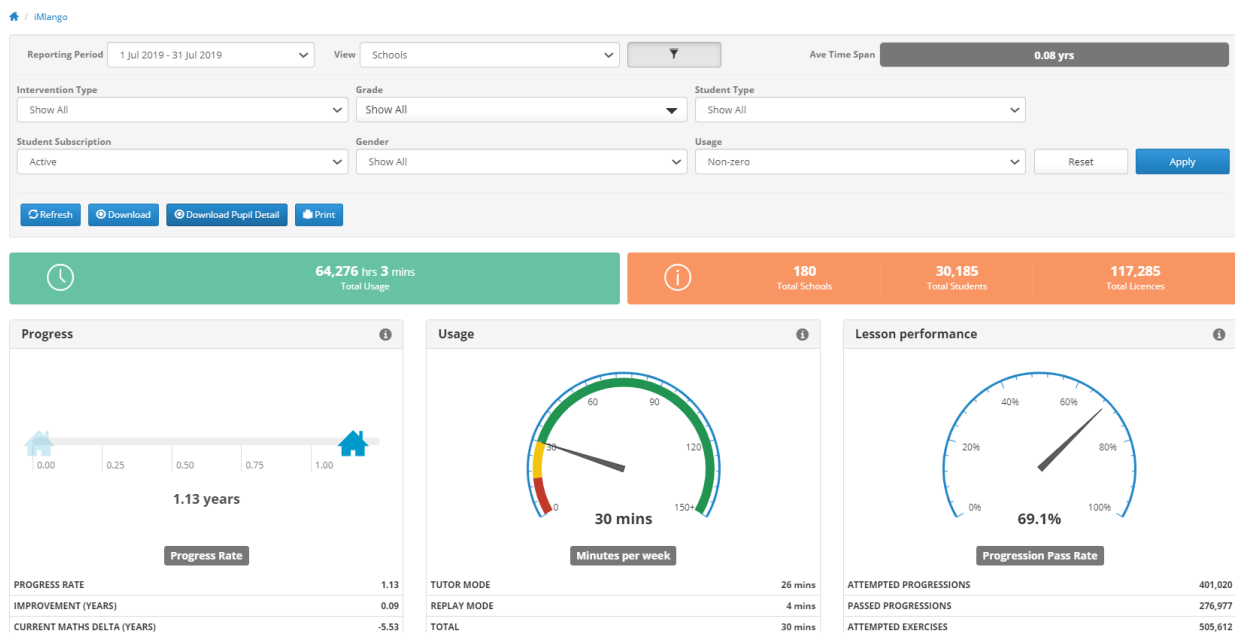 / iMlango
Reporting Period 1 Jul 2019 - 31 Jul 2019 View Schools Ave Time Span 0.08 yrs
Intervention Type Grade Student Type
Show All Show All Show All
Student Subscription Gender Usage
Active Show All Non-zero Reset Apply
Refresh Download Download Pupil Detail Print
64,276 hrs 3 mins 180 30,185 117,285
Total Usage Total Schools Total Students Total Licences
Progress Usage Lesson performance
60 90 40% 60%
30 120 20% 80%
0.00 0.25 0.50 0.75 1.00
1.13 years
0 150+ 0% 100%
30 mins 69.1%
Progress Rate Minutes per week Progression Pass Rate
PROGRESS RATE 1.13 TUTOR MODE 26 mins ATTEMPTED PROGRESSIONS 401,020
IMPROVEMENT (YEARS) 0.09 REPLAY MODE 4 mins PASSED PROGRESSIONS 276,977
CURRENT MATHS DELTA (YEARS) -5.53 TOTAL 30 mins ATTEMPTED EXERCISES 505,612